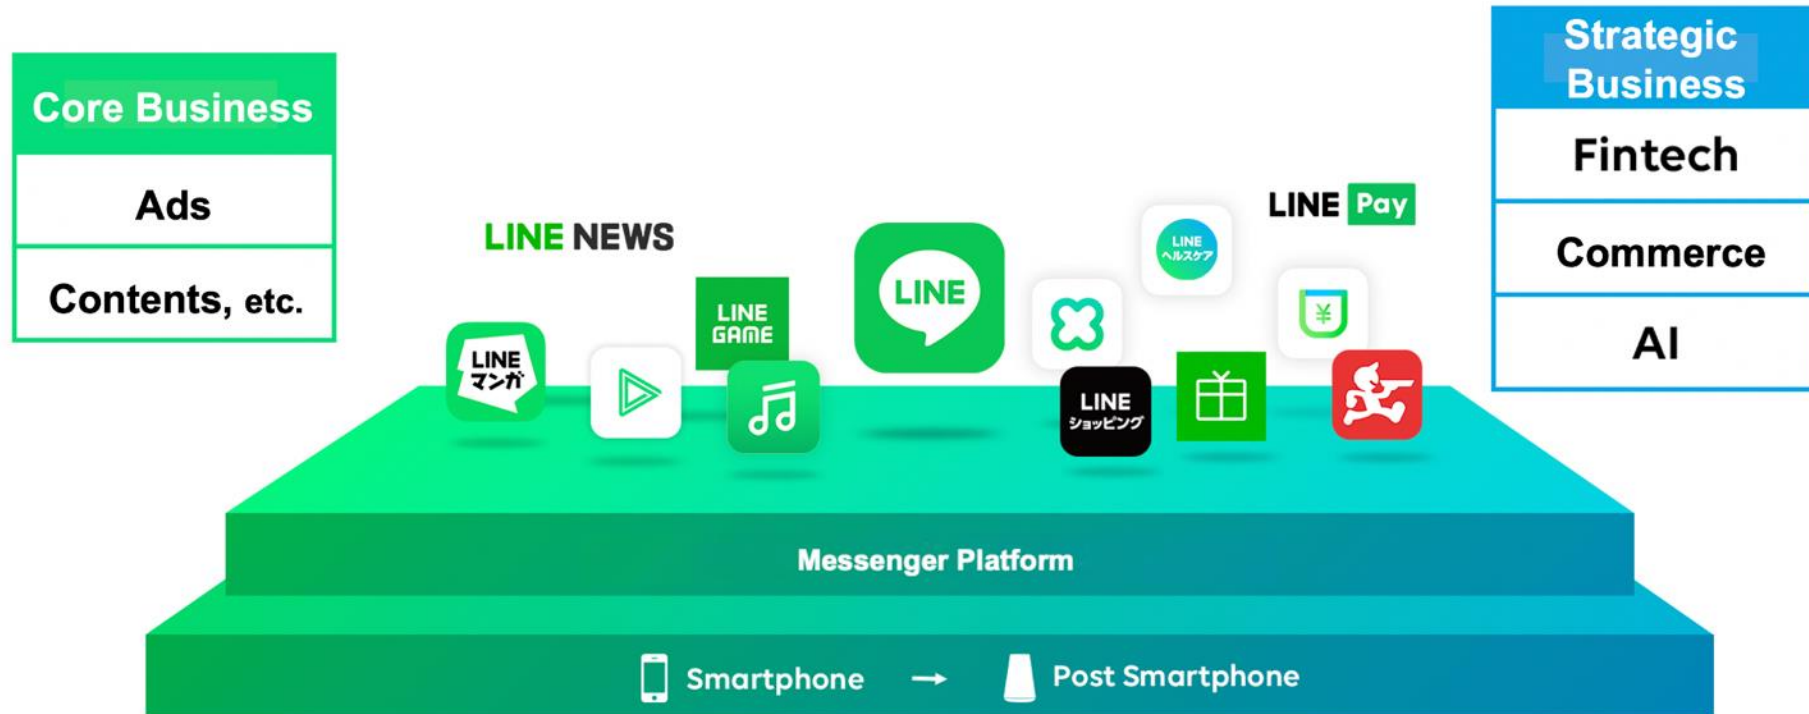 Core Business
Ads
Contents, etc.
LINE NEWS
LINE
マンガ
LINE
GAME
LINE
LINE
ヘルスケア
LINE Pay
¥
LINE
ショッピング
Strategic
Business
Fintech
Commerce
AI
Messenger Platform
Smartphone → Post Smartphone